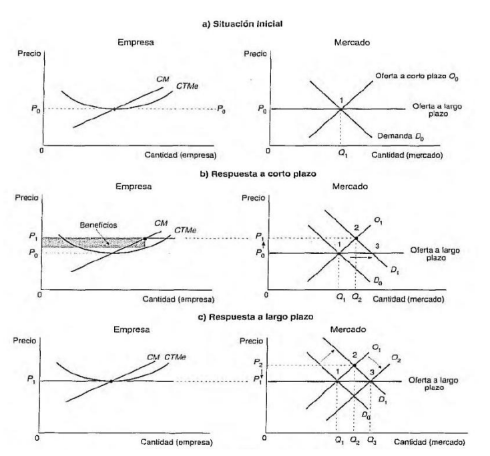 a) Situación inicial
Empresa
Precio
CM
CTMe
P0
P0
0
Cantidad (empresa)
Mercado
Precio
Oferta a corto plazo O0
1
P0
Oferta a largo
plazo
Demanda D0
0
Q1
Cantidad (mercado)
b) Respuesta a corto plazo
Empresa
Precio
Beneficios
CM
CTMe
P1
P0
0
Cantidad (empresa)
Mercado
Precio
O1
P1
2
1
3
P0
Oferta a largo
plazo
D1
D0
0
Q1 Q2
Cantidad (mercado)
c) Respuesta a largo plazo
Empresa
Precio
CM CTMe
P1
0
Cantidad (empresa)
Mercado
Precio
O1
O2
P2
2
1
3
P1
Oferta a largo
plazo
D1
D0
0
Q1 Q2 Q3
Cantidad (mercado)